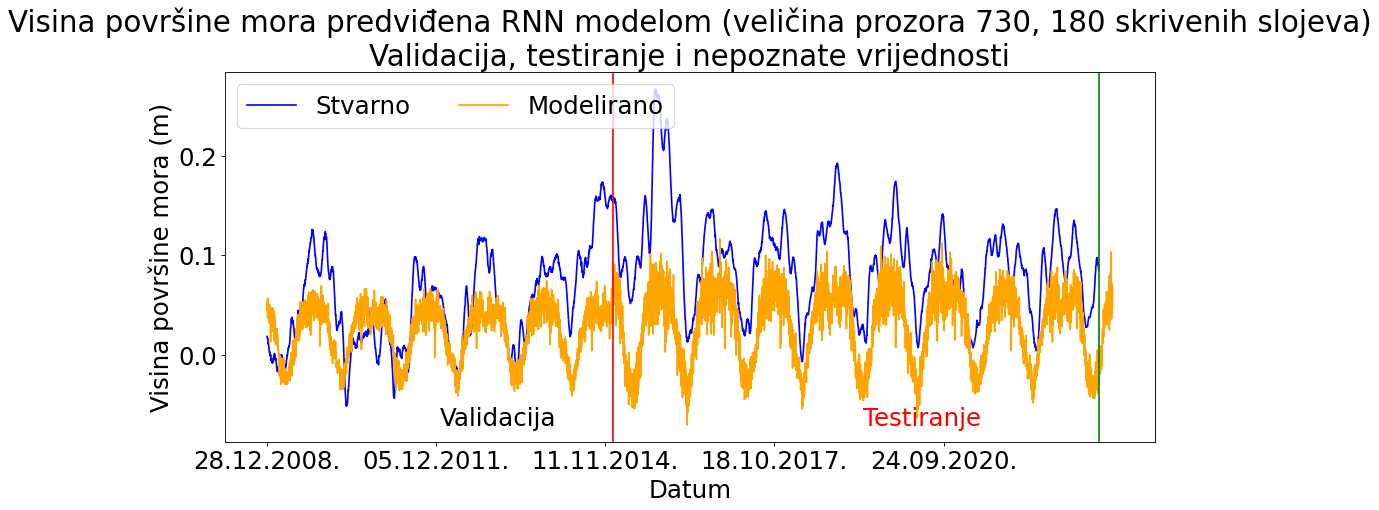 Visina površine mora predviđena RNN modelom (veličina prozora 730, 180 skrivenih slojeva)
Validacija, testiranje i nepoznate vrijednosti
Stvarno
Modelirano
Visina površine mora (m)
0.2
0.1
0.0
Validacija
Testiranje
28.12.2008.
05.12.2011.
11.11.2014.
18.10.2017.
24.09.2020.
Datum